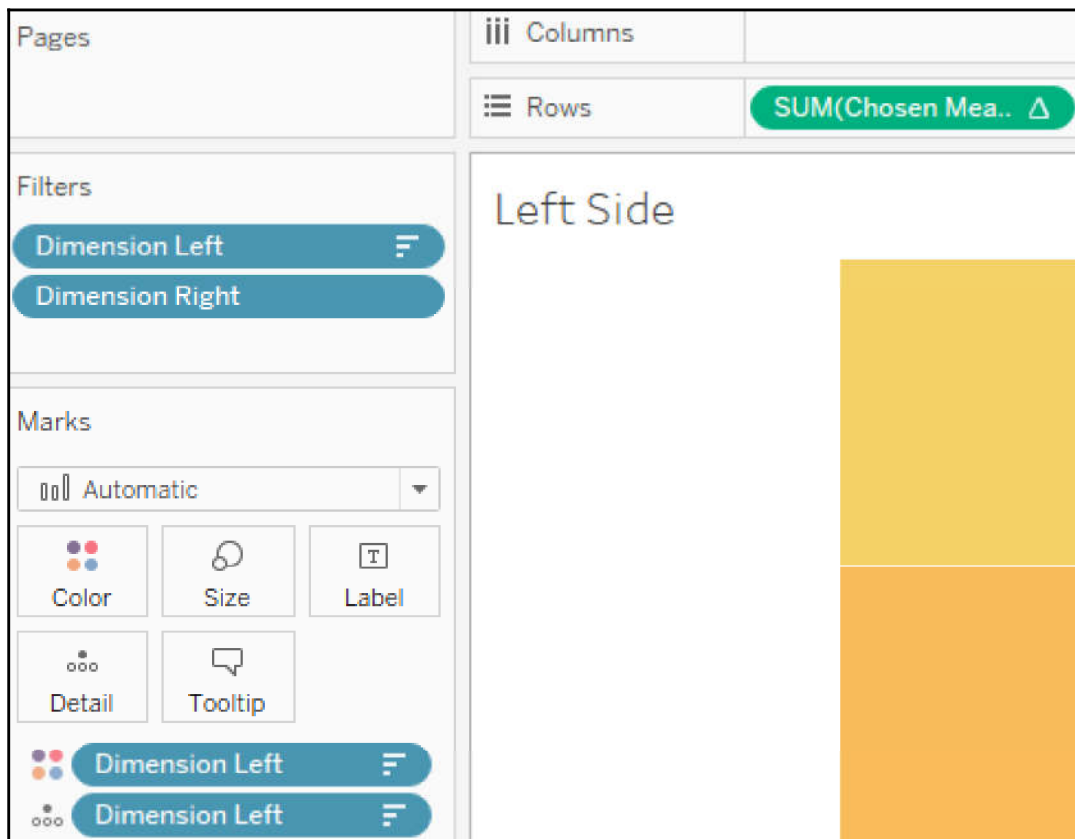 Pages
Columns
Rows
SUM(Chosen Mea.. Δ
Filters
Dimension Left
Dimension Right
Left Side
Marks
Automatic
Color
Size
T
Label
Detail
Tooltip
Dimension Left
Dimension Left